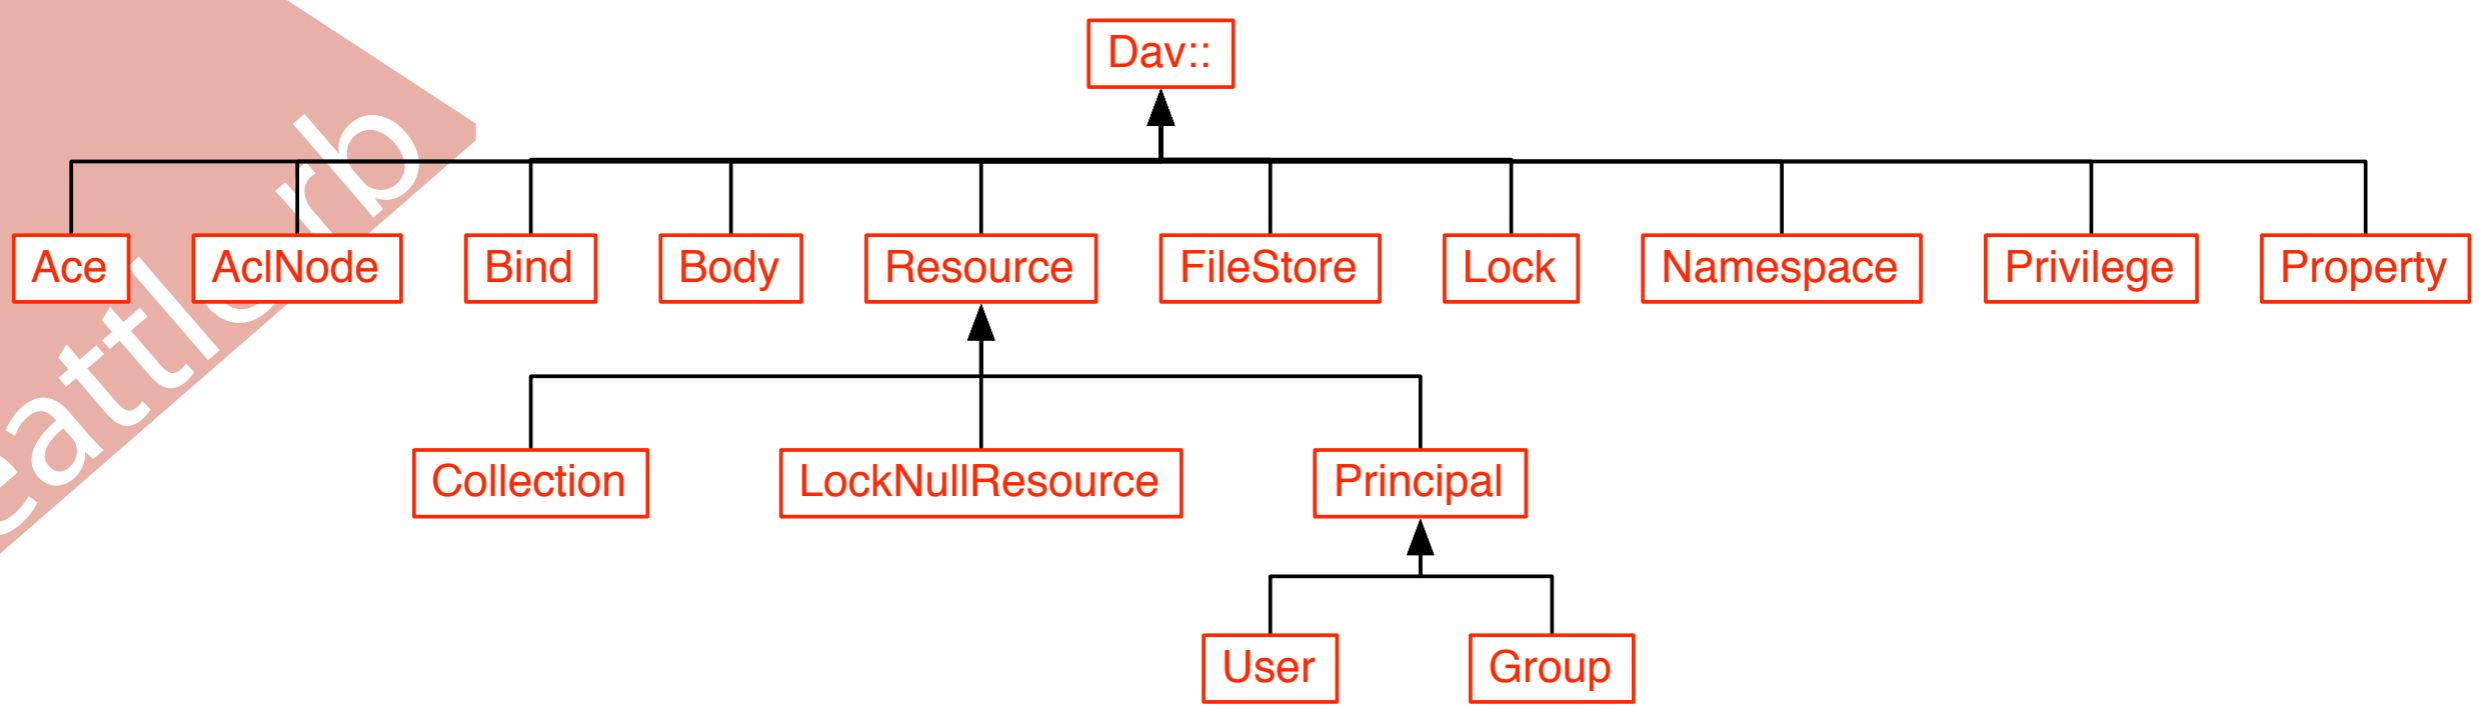 Dav::
Ace
AclNode
Bind
Body
Resource
FileStore
Lock
Namespace
Privilege
Property
Collection
LockNullResource
Principal
User
Group